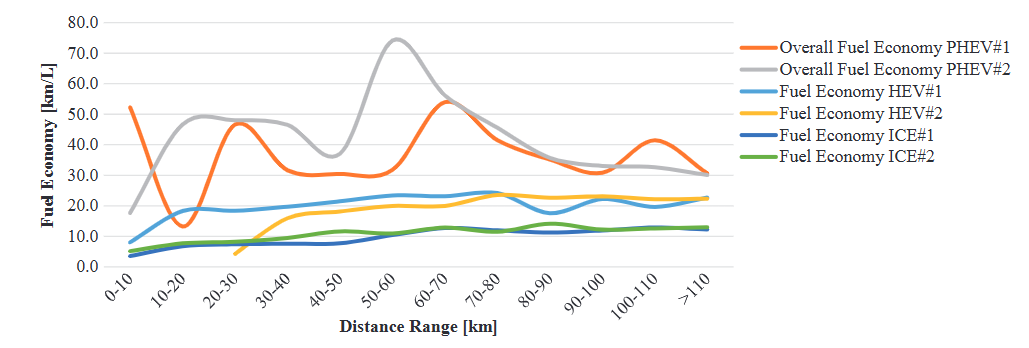 80.0
70.0
60.0
50.0
40.0
30.0
20.0
10.0
0.0
Fuel Economy [km/L]
0-10
10-20
20-30
30-40
40-50
50-60
60-70
70-80
80-90
90-100
100-110
>110
Distance Range [km]
Overall Fuel Economy PHEV#1
Overall Fuel Economy PHEV#2
Fuel Economy HEV#1
Fuel Economy HEV#2
Fuel Economy ICE#1
Fuel Economy ICE#2